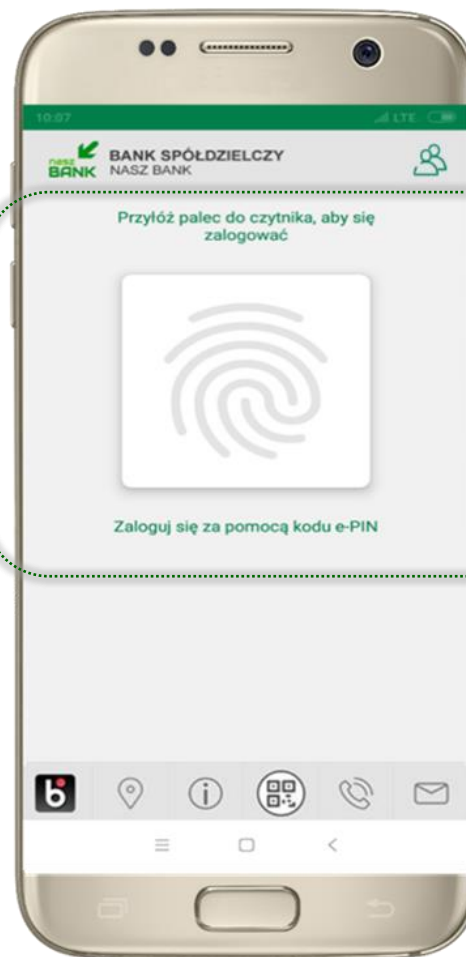 10:07
LTE
nasz
BANK
BANK SPÓŁDZIELCZY
NASZ BANK
Przyłóż palec do czytnika, aby się
zalogować
Zaloguj się za pomocą kodu e-PIN